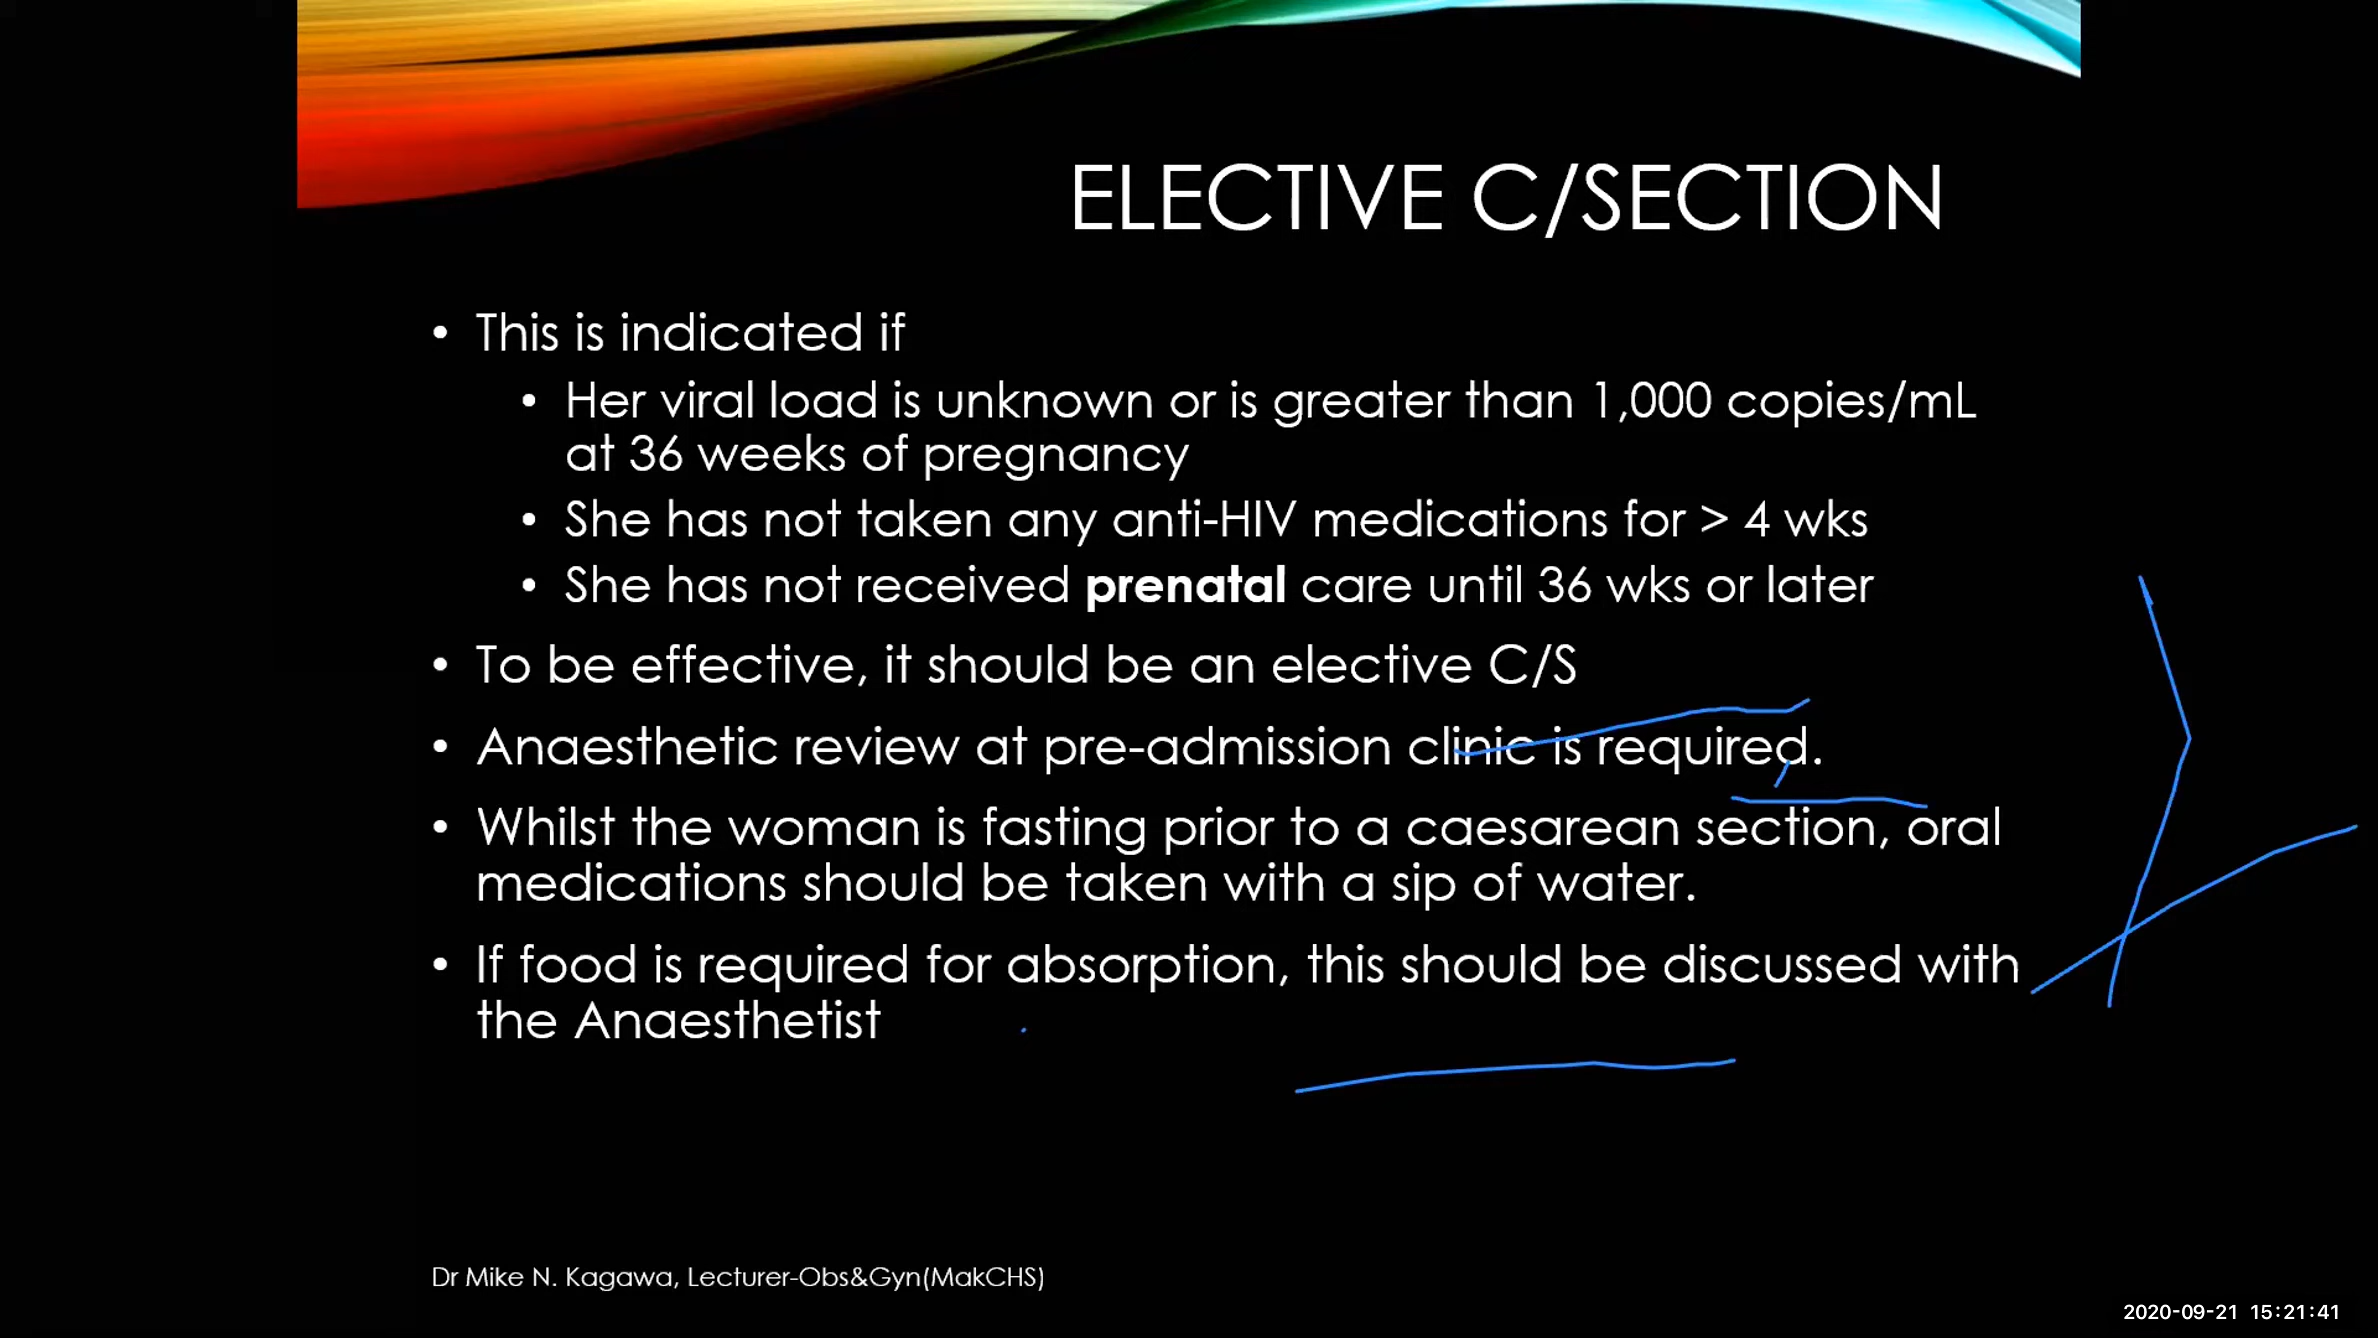 ELECTIVE C/SECTION
• This is indicated if
• Her viral load is unknown or is greater than 1,000 copies/mL
at 36 weeks of pregnancy
• She has not taken any anti-HIV medications for > 4 wks
• She has not received prenatal care until 36 wks or later
• To be effective, it should be an elective C/S
• Anaesthetic review at pre-admission clinic is required.
• Whilst the woman is fasting prior to a caesarean section, oral
medications should be taken with a sip of water.
• If food is required for absorption, this should be discussed with
the Anaesthetist
Dr Mike N. Kagawa, Lecturer-Obs&Gyn(MakCHS)
2020-09-21 15:21:41